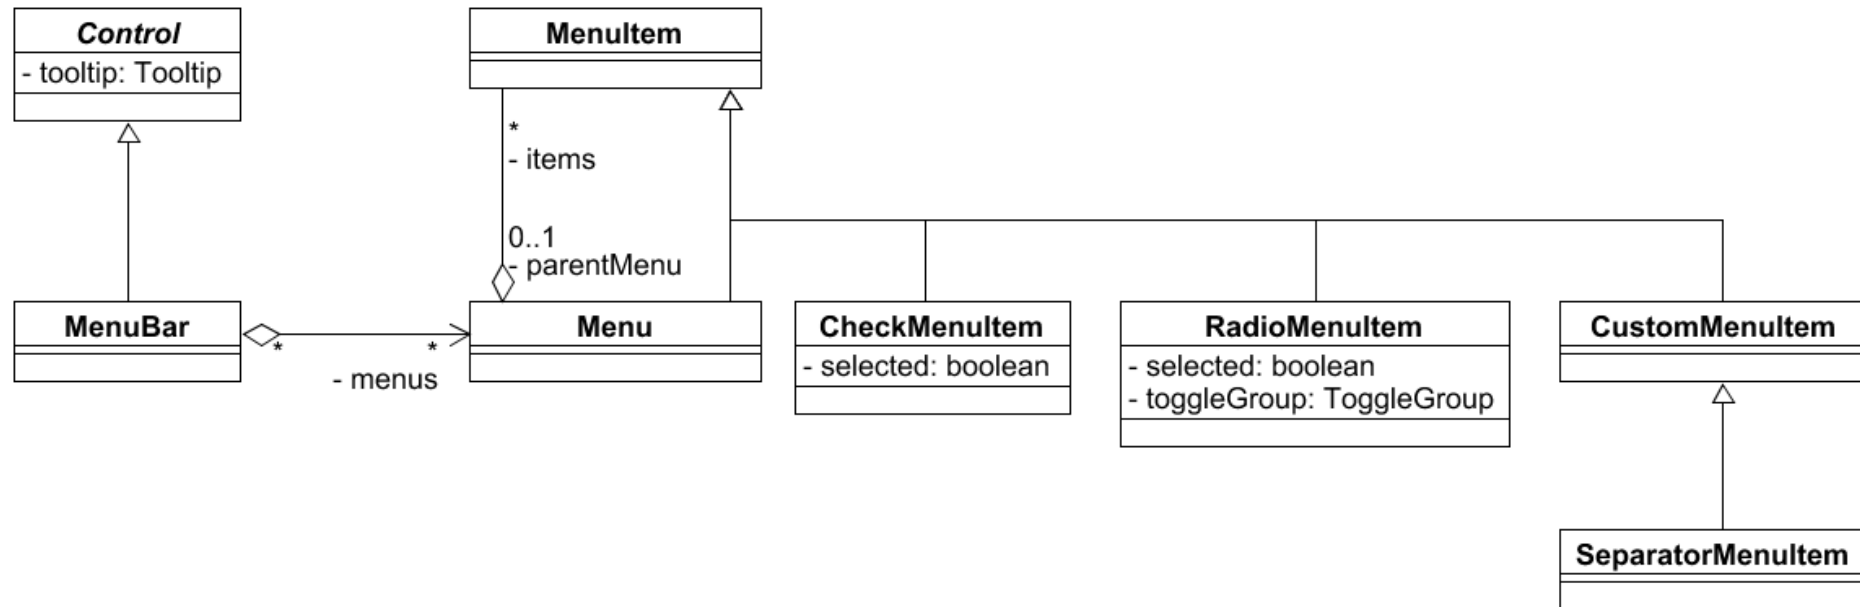 Control
- tooltip: Tooltip
MenuItem
*
- items
0..1
- parentMenu
MenuBar
*
*
- menus
Menu
CheckMenuItem
- selected: boolean
RadioMenuItem
- selected: boolean
- toggleGroup: ToggleGroup
CustomMenuItem
SeparatorMenuItem